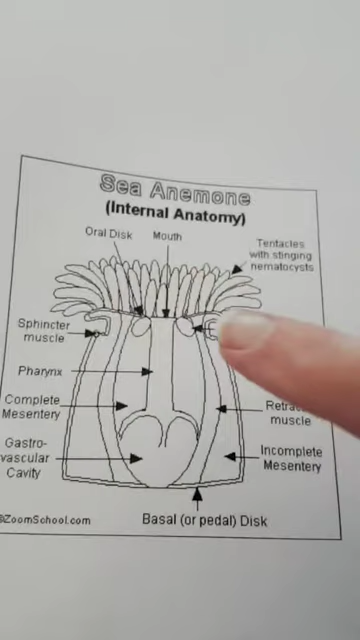 Sea Anemone
(Internal Anatomy)
Oral Disk
Mouth
Tentacles
with stinging
nematocysts
Sphincter
muscle
Pharynx
Complete
Mesentery
muscle
Gastro-
vascular
Cavity
Incomplete
Mesentery
ZoomSchool.com
Basal (or pedal) Disk